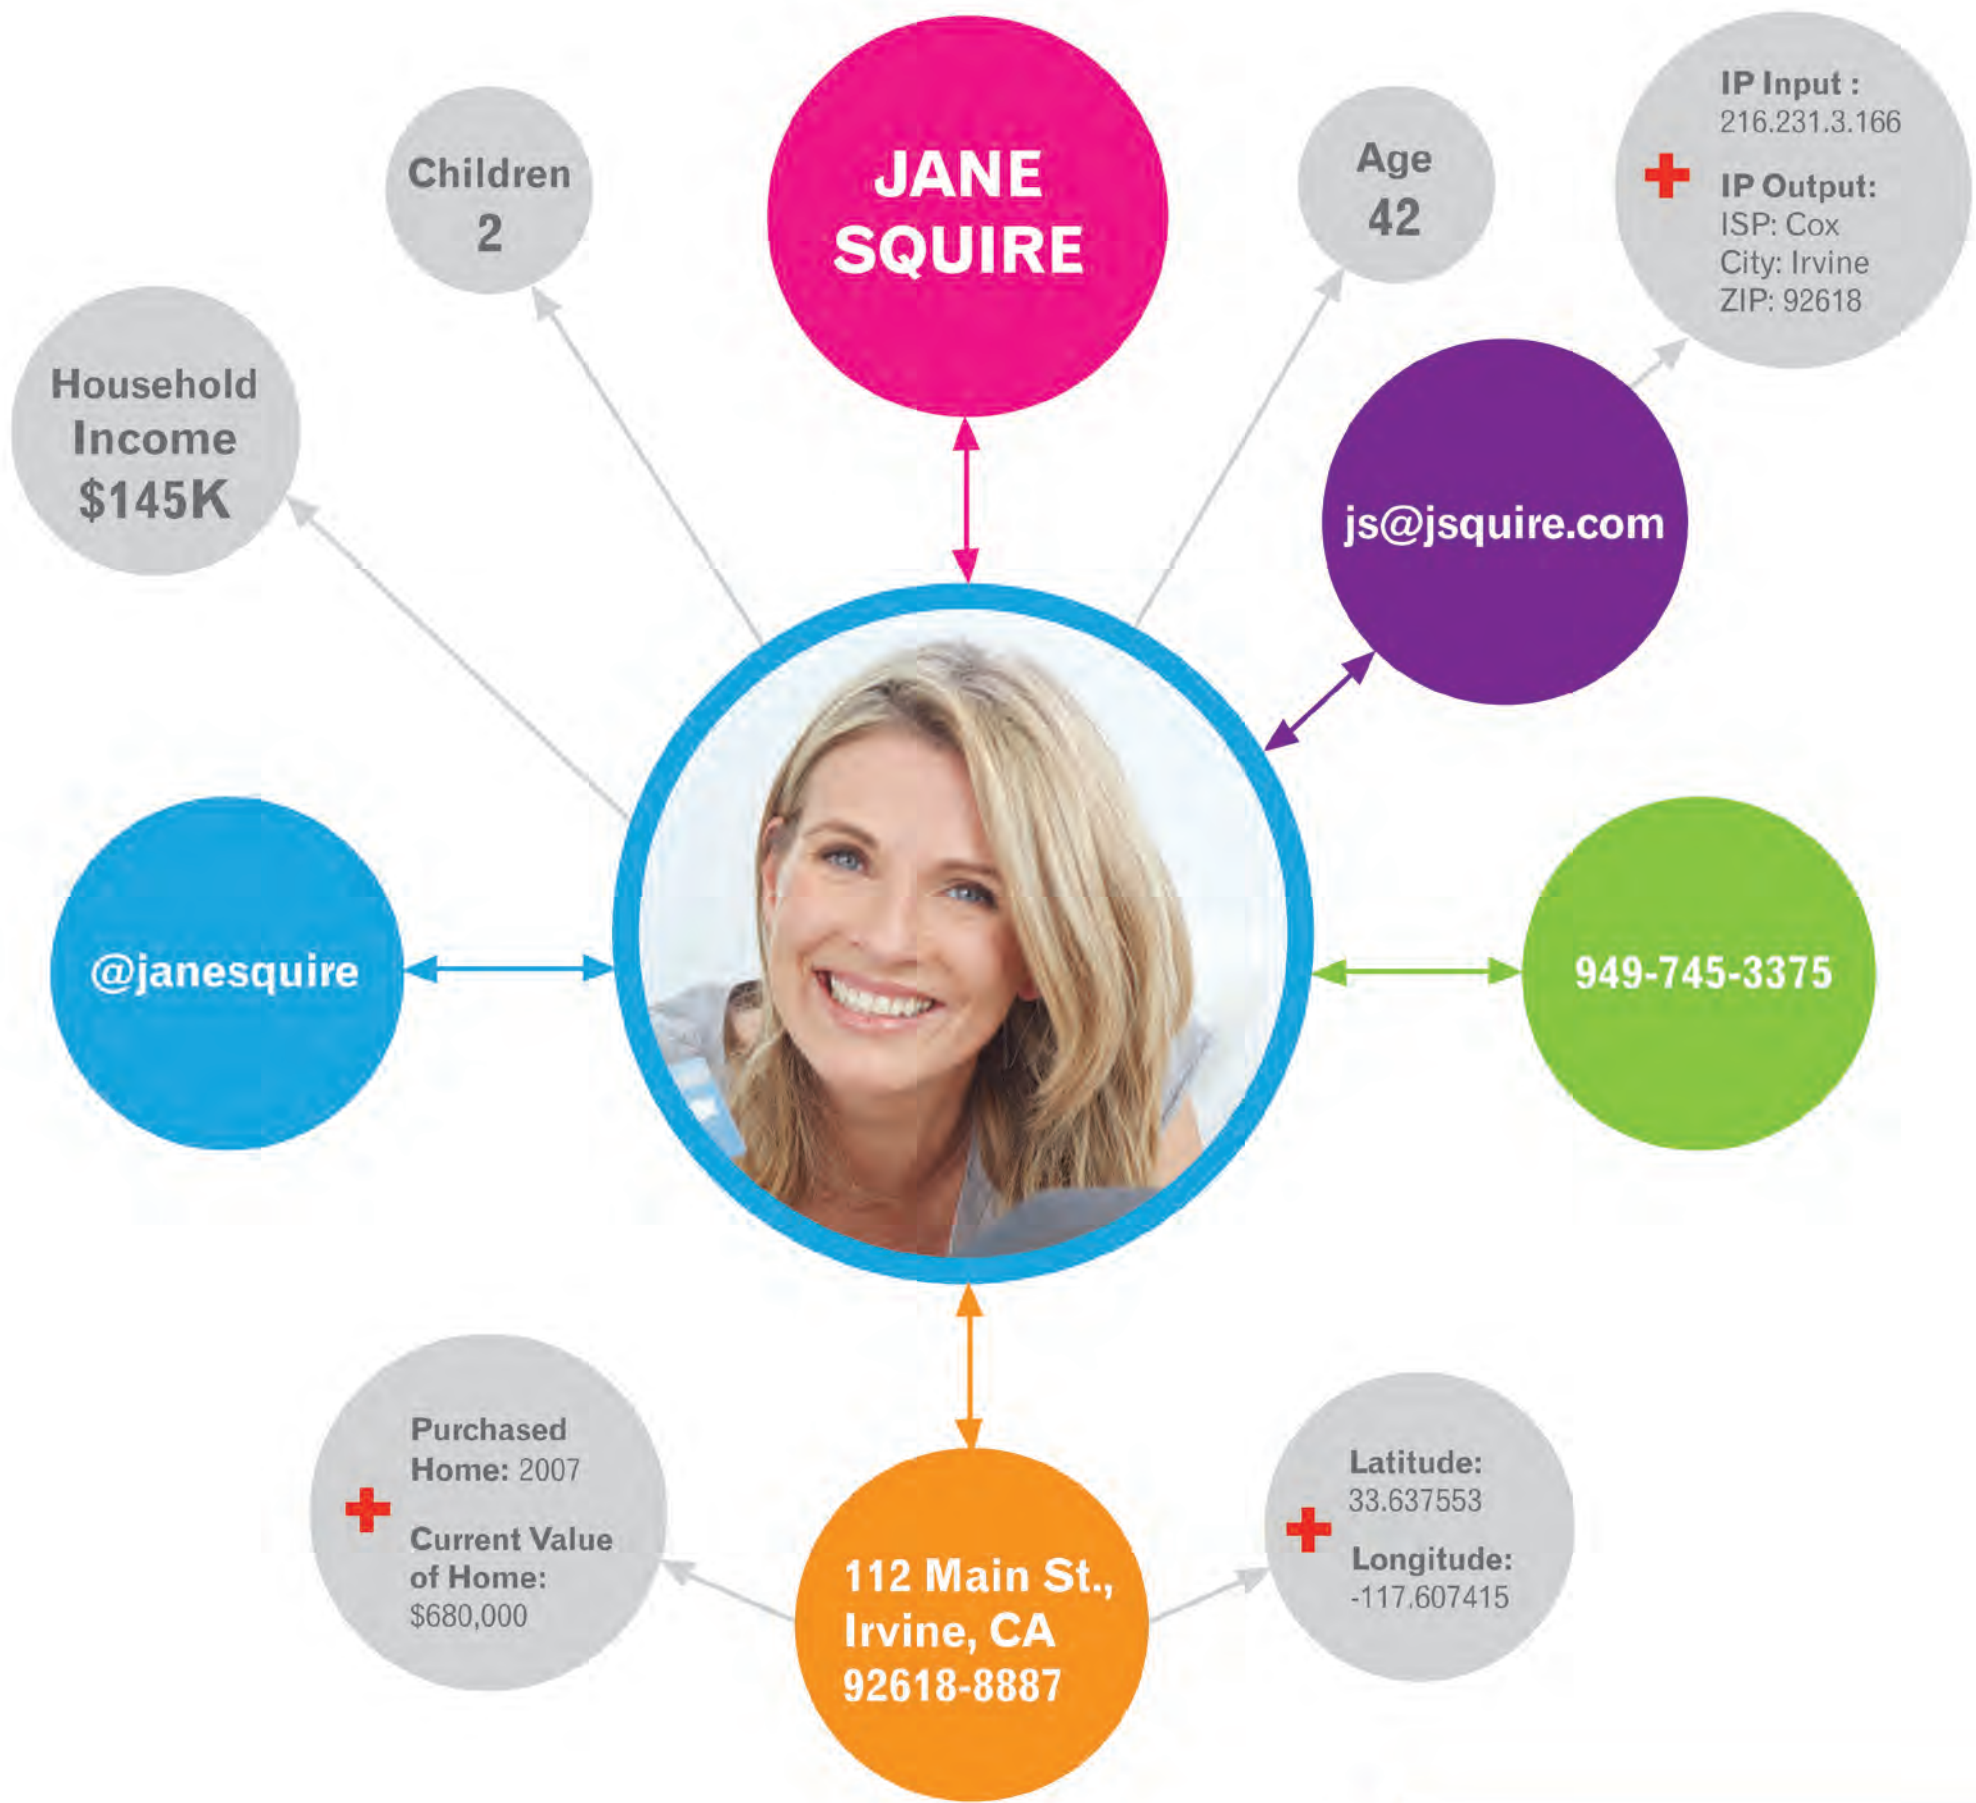 JANE
SQUIRE
Children
2
Age
42
IP Input :
216.231.3.166
IP Output:
ISP: Cox
City: Irvine
ZIP: 92618
Household
Income
$145K
js@jsquire.com
@janesquire
949-745-3375
Purchased
Home: 2007
Current Value
of Home:
$680,000
112 Main St.,
Irvine, CA
92618-8887
Latitude:
33.637553
Longitude:
-117.607415